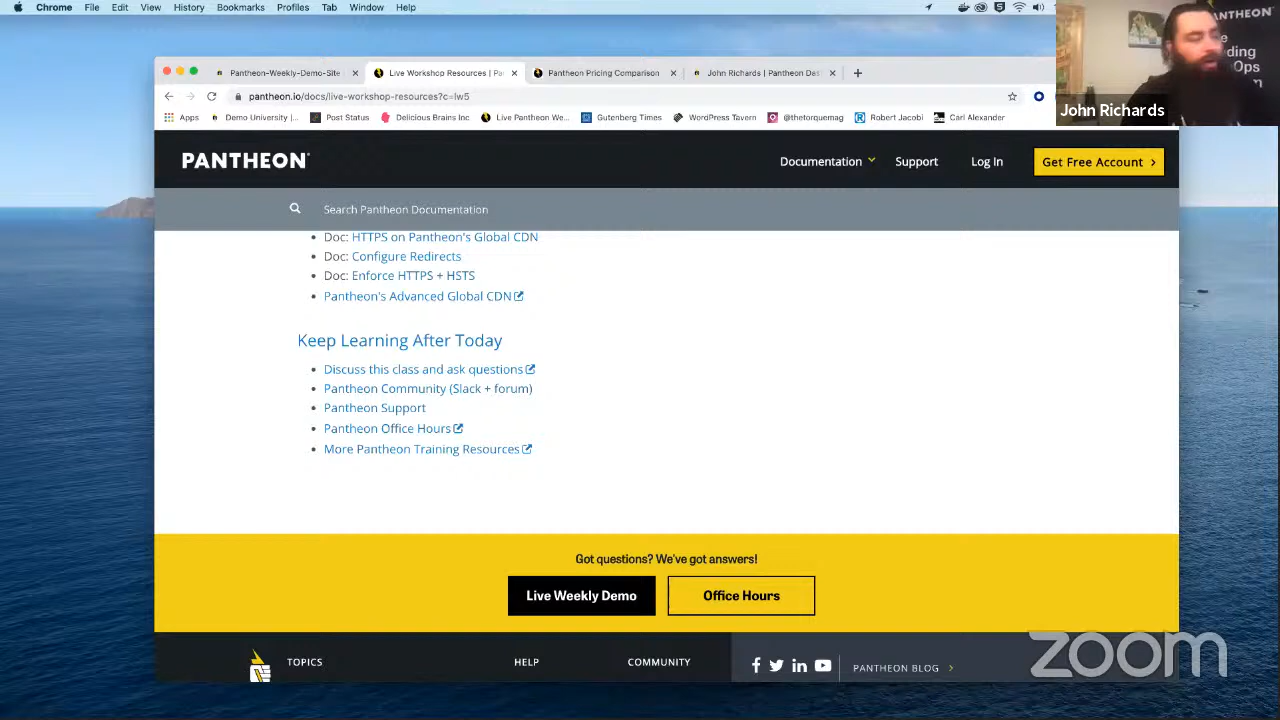 Chrome File Edit View History Bookmarks Profiles Tab Window Help
Pantheon-Weekly-Demo-Site
Live Workshop Resources | Pa
Pantheon Pricing Comparison
John Richards | Pantheon Das
pantheon.io/docs/live-workshop-resources?c=lw5
Apps
Demo University |...
Post Status
Delicious Brains Inc
Live Pantheon We...
Gutenberg Times
WordPress Tavern
@thetorquemag
Robert Jacobi
Carl Alexander
John Richards
PANTHEON
Documentation
Support
Log In
Get Free Account
Search Pantheon Documentation
Doc: HTTPS on Pantheon's Global CDN
Doc: Configure Redirects
Doc: Enforce HTTPS + HSTS
Pantheon's Advanced Global CDN
Keep Learning After Today
Discuss this class and ask questions
Pantheon Community (Slack + forum)
Pantheon Support
Pantheon Office Hours
More Pantheon Training Resources
Got questions? We've got answers!
Live Weekly Demo
Office Hours
TOPICS
HELP
COMMUNITY
PANTHEON BLOG
zoom